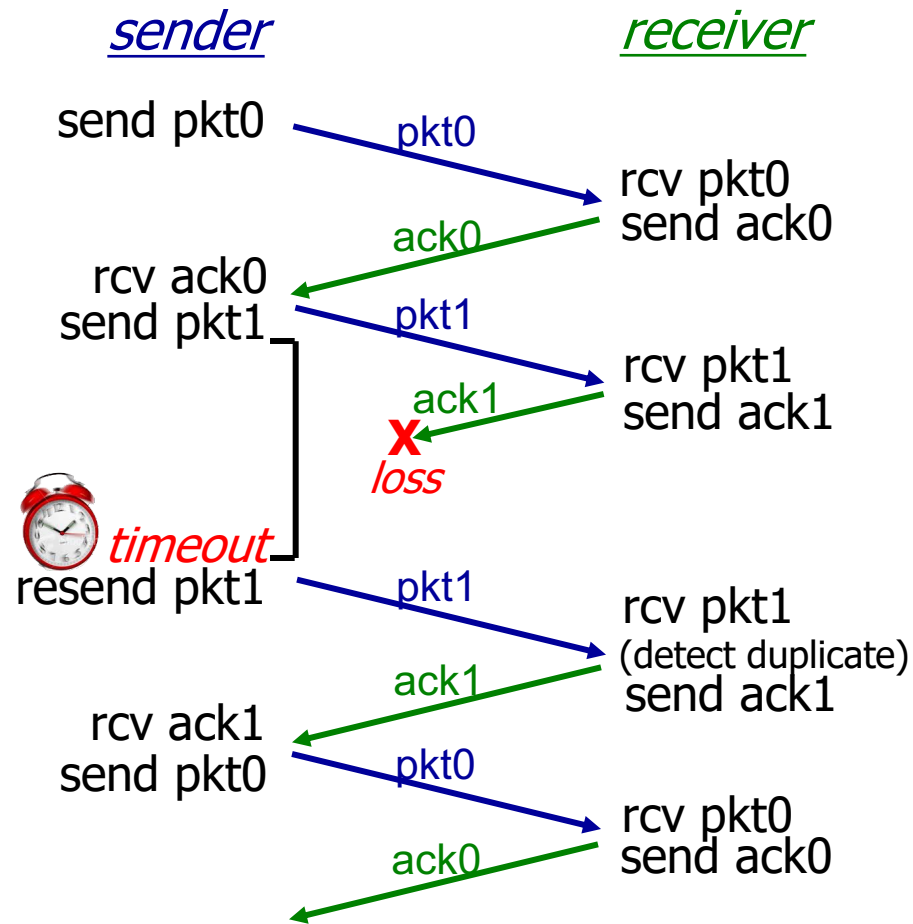 sender
receiver
send pkt0
pkt0
rcv pkt0
send ack0
ack0
rcv ack0
send pkt1
pkt1
rcv pkt1
send ack1
ack1
X
loss
timeout
resend pkt1
pkt1
rcv pkt1
(detect duplicate)
send ack1
ack1
rcv ack1
send pkt0
pkt0
rcv pkt0
send ack0
ack0